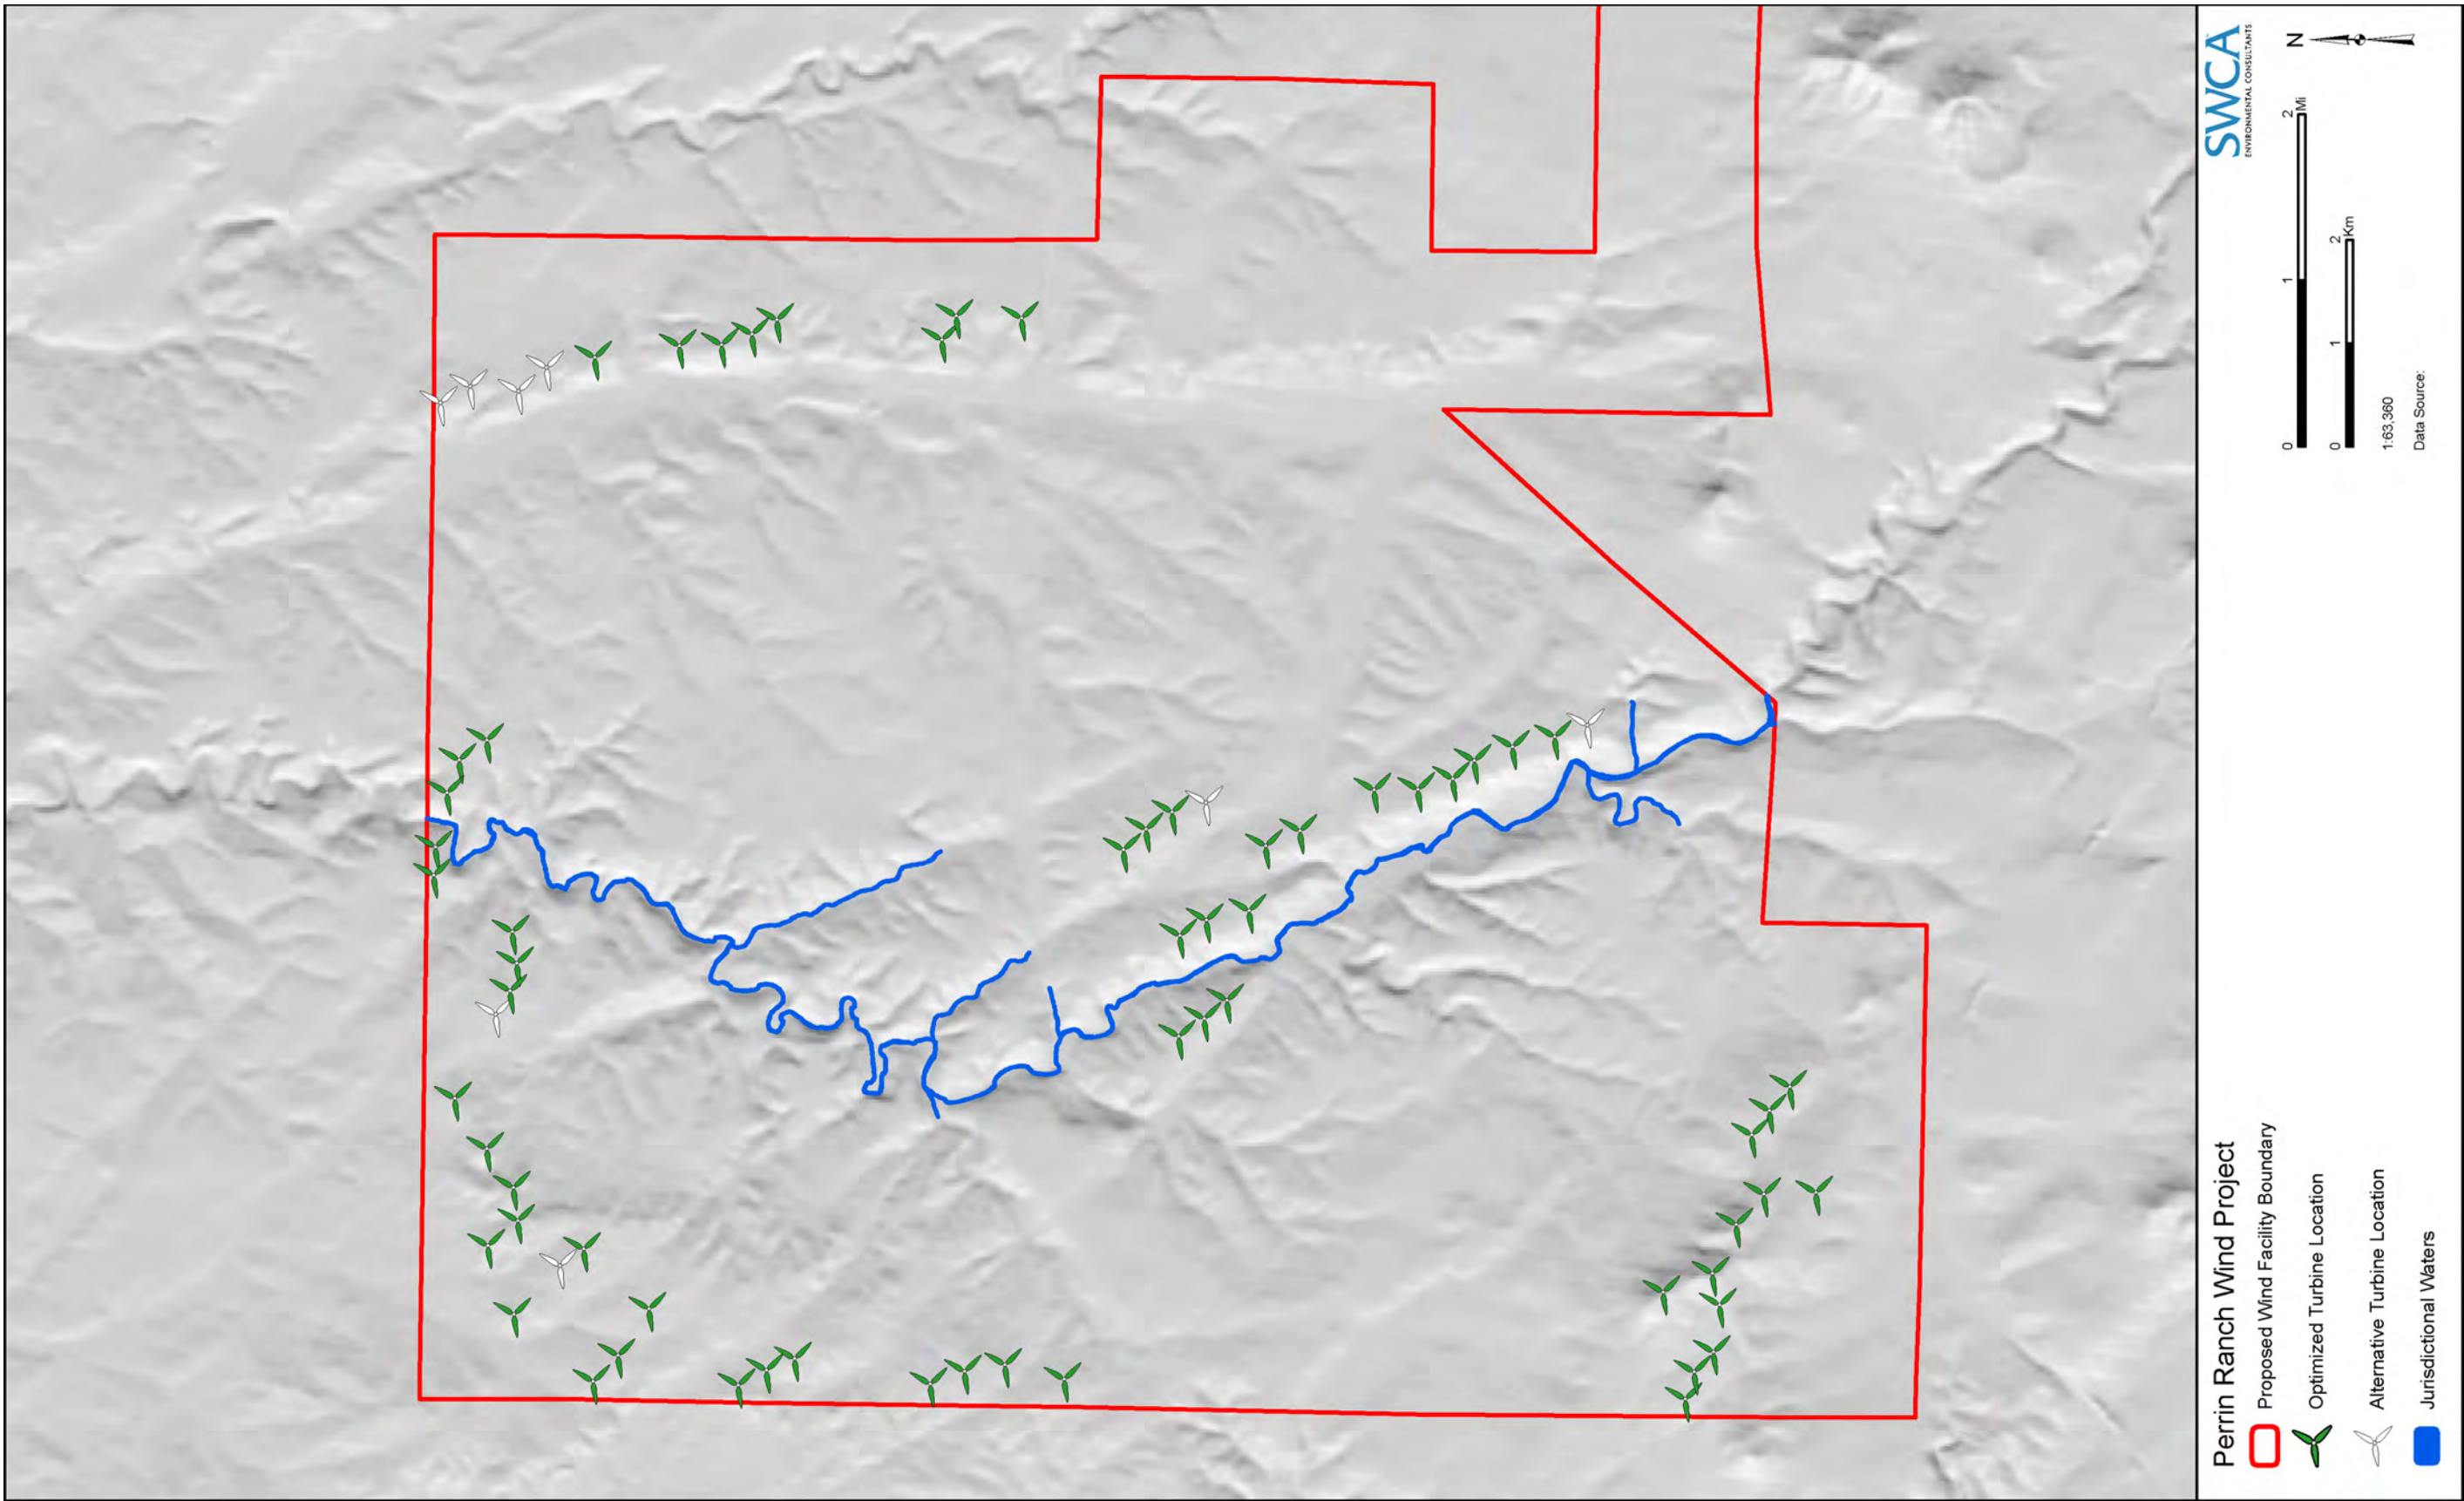 Perrin Ranch Wind Project
Proposed Wind Facility Boundary
Optimized Turbine Location
Alternative Turbine Location
Jurisdictional Waters
0 1 2
Mi
0 1 2
Km
1:63,360
Data Source:
SWCA
ENVIRONMENTAL CONSULTANTS
N